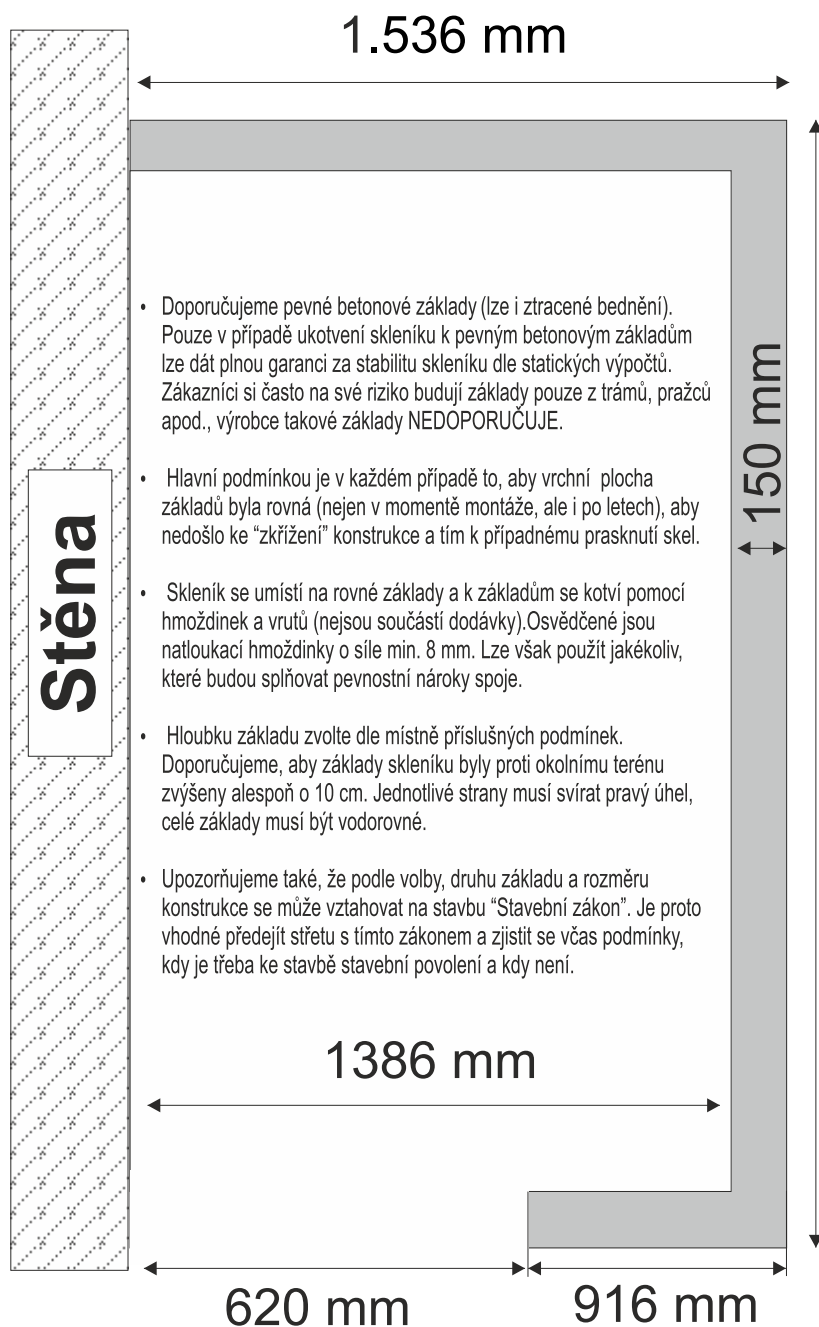 1.536 mm
• Doporučujeme pevné betonové základy (lze i ztracené bednění).
Pouze v případě ukotvení skleníku k pevným betonovým základům
lze dát plnou garanci za stabilitu skleníku dle statických výpočtů.
Zákazníci si často na své riziko budují základy pouze z trámů, pražců
apod., výrobce takové základy NEDOPORUČUJE.
• Hlavní podmínkou je v každém případě to, aby vrchní plocha
základů byla rovná (nejen v momentě montáže, ale i po letech), aby
nedošlo ke “zkřížení” konstrukce a tím k případnému prasknutí skel.
• Skleník se umístí na rovné základy a k základům se kotví pomocí
hmoždinek a vrutů (nejsou součástí dodávky).Osvědčené jsou
natloukací hmoždinky o síle min. 8 mm. Lze však použít jakékoliv,
které budou splňovat pevnostní nároky spoje.
• Hloubku základu zvolte dle místně příslušných podmínek.
Doporučujeme, aby základy skleníku byly proti okolnímu terénu
zvýšeny alespoň o 10 cm. Jednotlivé strany musí svírat pravý úhel,
celé základy musí být vodorovné.
• Upozorňujeme také, že podle volby, druhu základu a rozměru
konstrukce se může vztahovat na stavbu “Stavební zákon”. Je proto
vhodné předejít střetu s tímto zákonem a zjistit se včas podmínky,
kdy je třeba ke stavbě stavební povolení a kdy není.
Stěna
150 mm
1386 mm
620 mm
916 mm